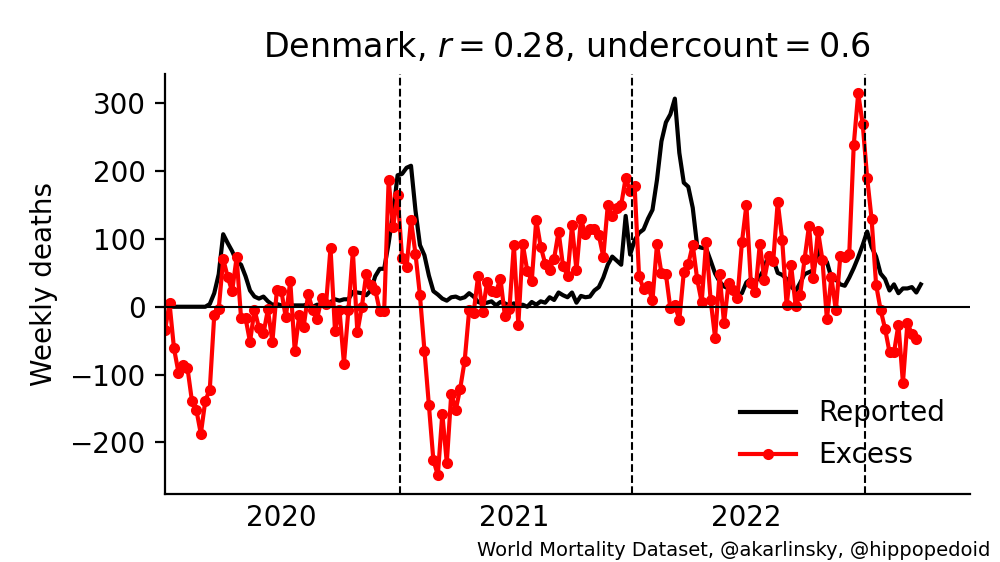 Denmark, r = 0.28, undercount = 0.6
Weekly deaths
300
200
100
0
−100
−200
2020
2021
2022
Reported
Excess
World Mortality Dataset, @akarlinsky, @hippopedoid